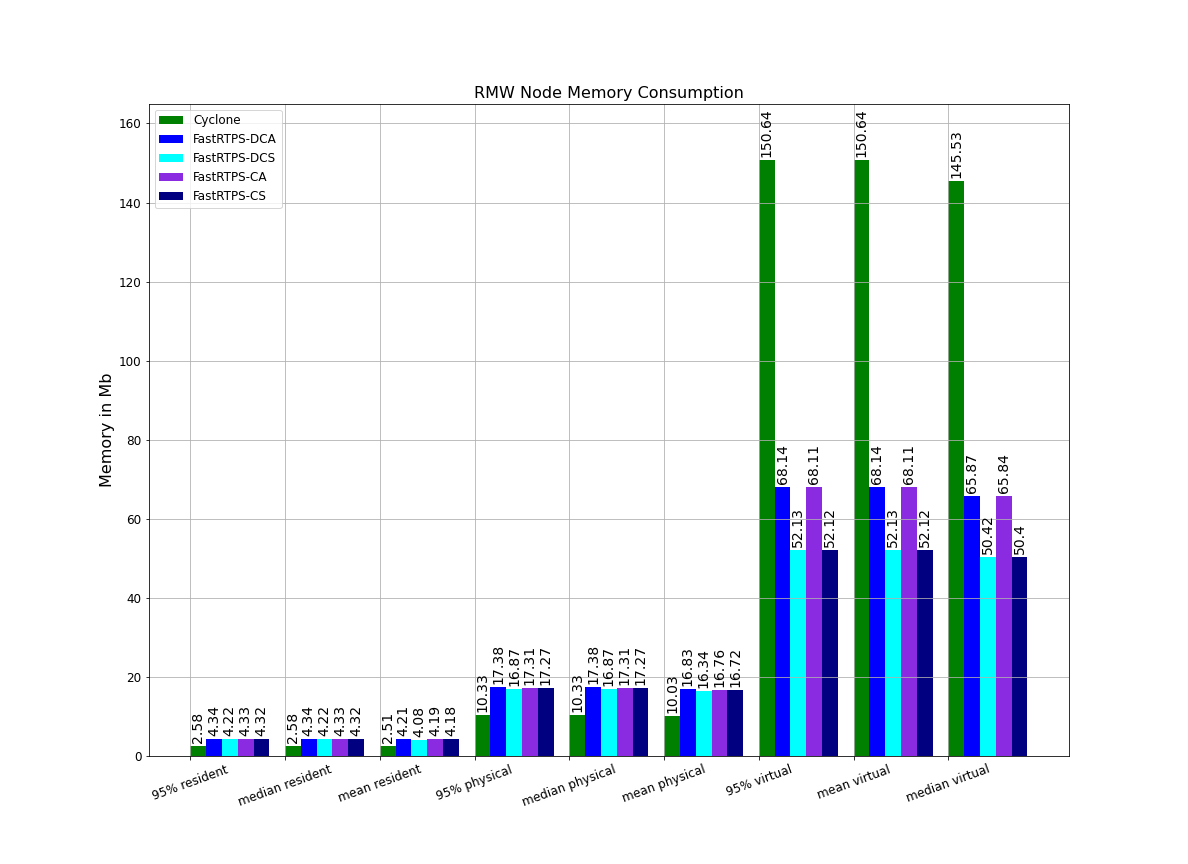 RMW Node Memory Consumption
Cyclone
FastRTPS-DCA
FastRTPS-DCS
FastRTPS-CA
FastRTPS-CS
Memory in Mb
160
140
120
100
80
60
40
20
0
2.58 4.34 4.22 4.33 4.32
2.58 4.34 4.22 4.33 4.32
2.51 4.21 4.08 4.19 4.18
10.33 17.38 16.87 17.31 17.27
10.33 17.38 16.87 17.31 17.27
10.03 16.83 16.34 16.76 16.72
150.64 68.14 52.13 68.11 52.12
150.64 68.14 52.13 68.11 52.12
145.53 65.87 50.42 65.84 50.4
95% resident
median resident
mean resident
95% physical
median physical
mean physical
95% virtual
mean virtual
median virtual